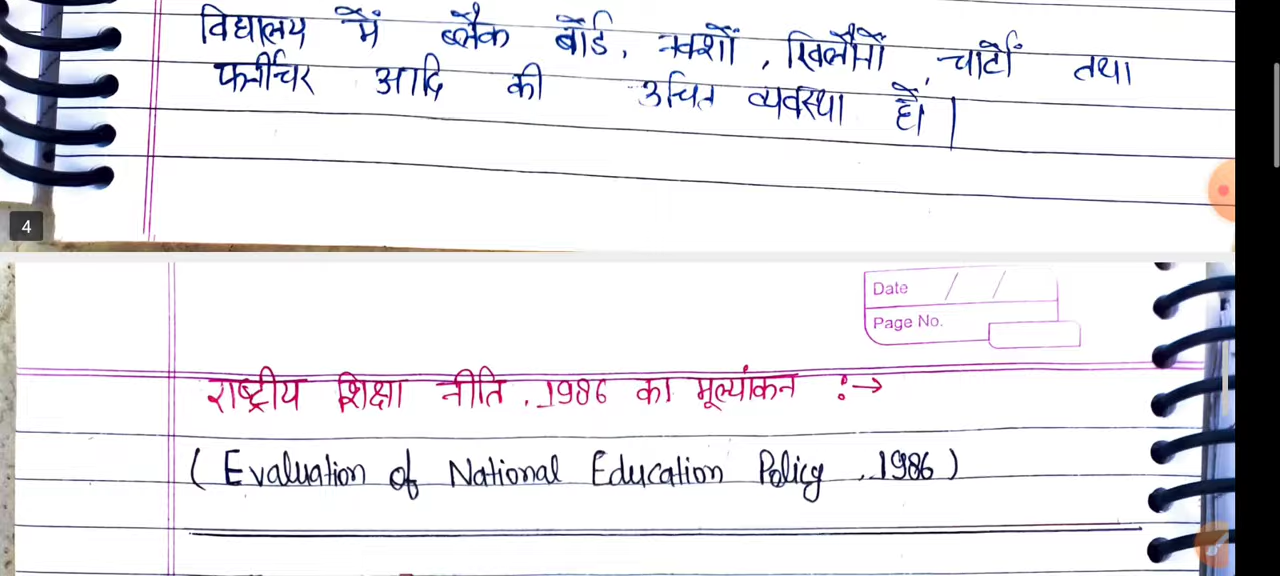 विद्यालय में ब्लैक बोर्ड, नक्शों, खिलौनों, चार्टों तथा
फर्नीचर आदि की उचित व्यवस्था हो।
4
Date / /
Page No.
राष्ट्रीय शिक्षा नीति, 1986 का मूल्यांकन :→
( Evaluation of National Education Policy, 1986 )